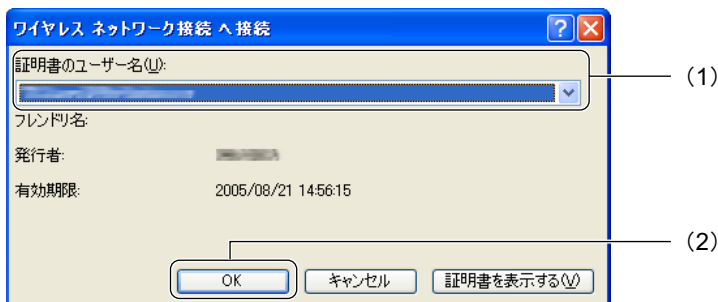 ワイヤレス ネットワーク接続 へ接続
証明書のユーザー名(U):
(1)
フレンドリ名:
発行者:
有効期限: 2005/08/21 14:56:15
(2)
OK キャンセル 証明書を表示する(V)